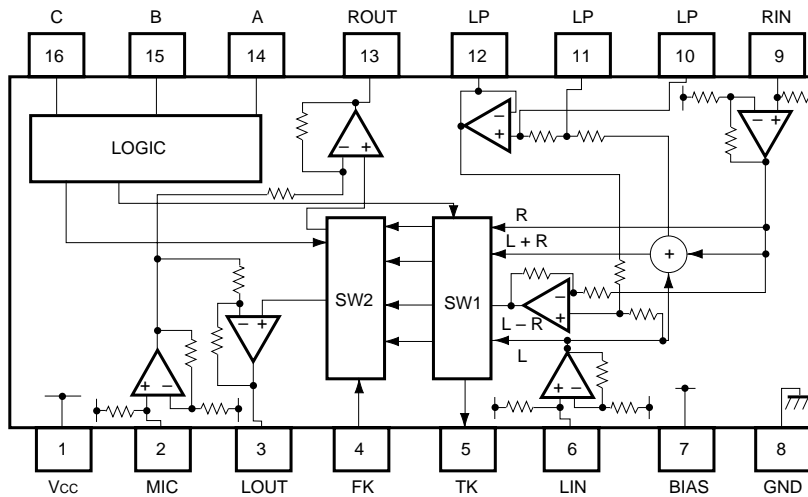 C B A ROUT LP LP LP RIN
16 15 14 13 12 11 10 9
LOGIC
− + − + − +
R
L + R
+
SW2 SW1
− +
− +
L − R
L
+ − + −
1 2 3 4 5 6 7 8
Vcc MIC LOUT FK TK LIN BIAS GND